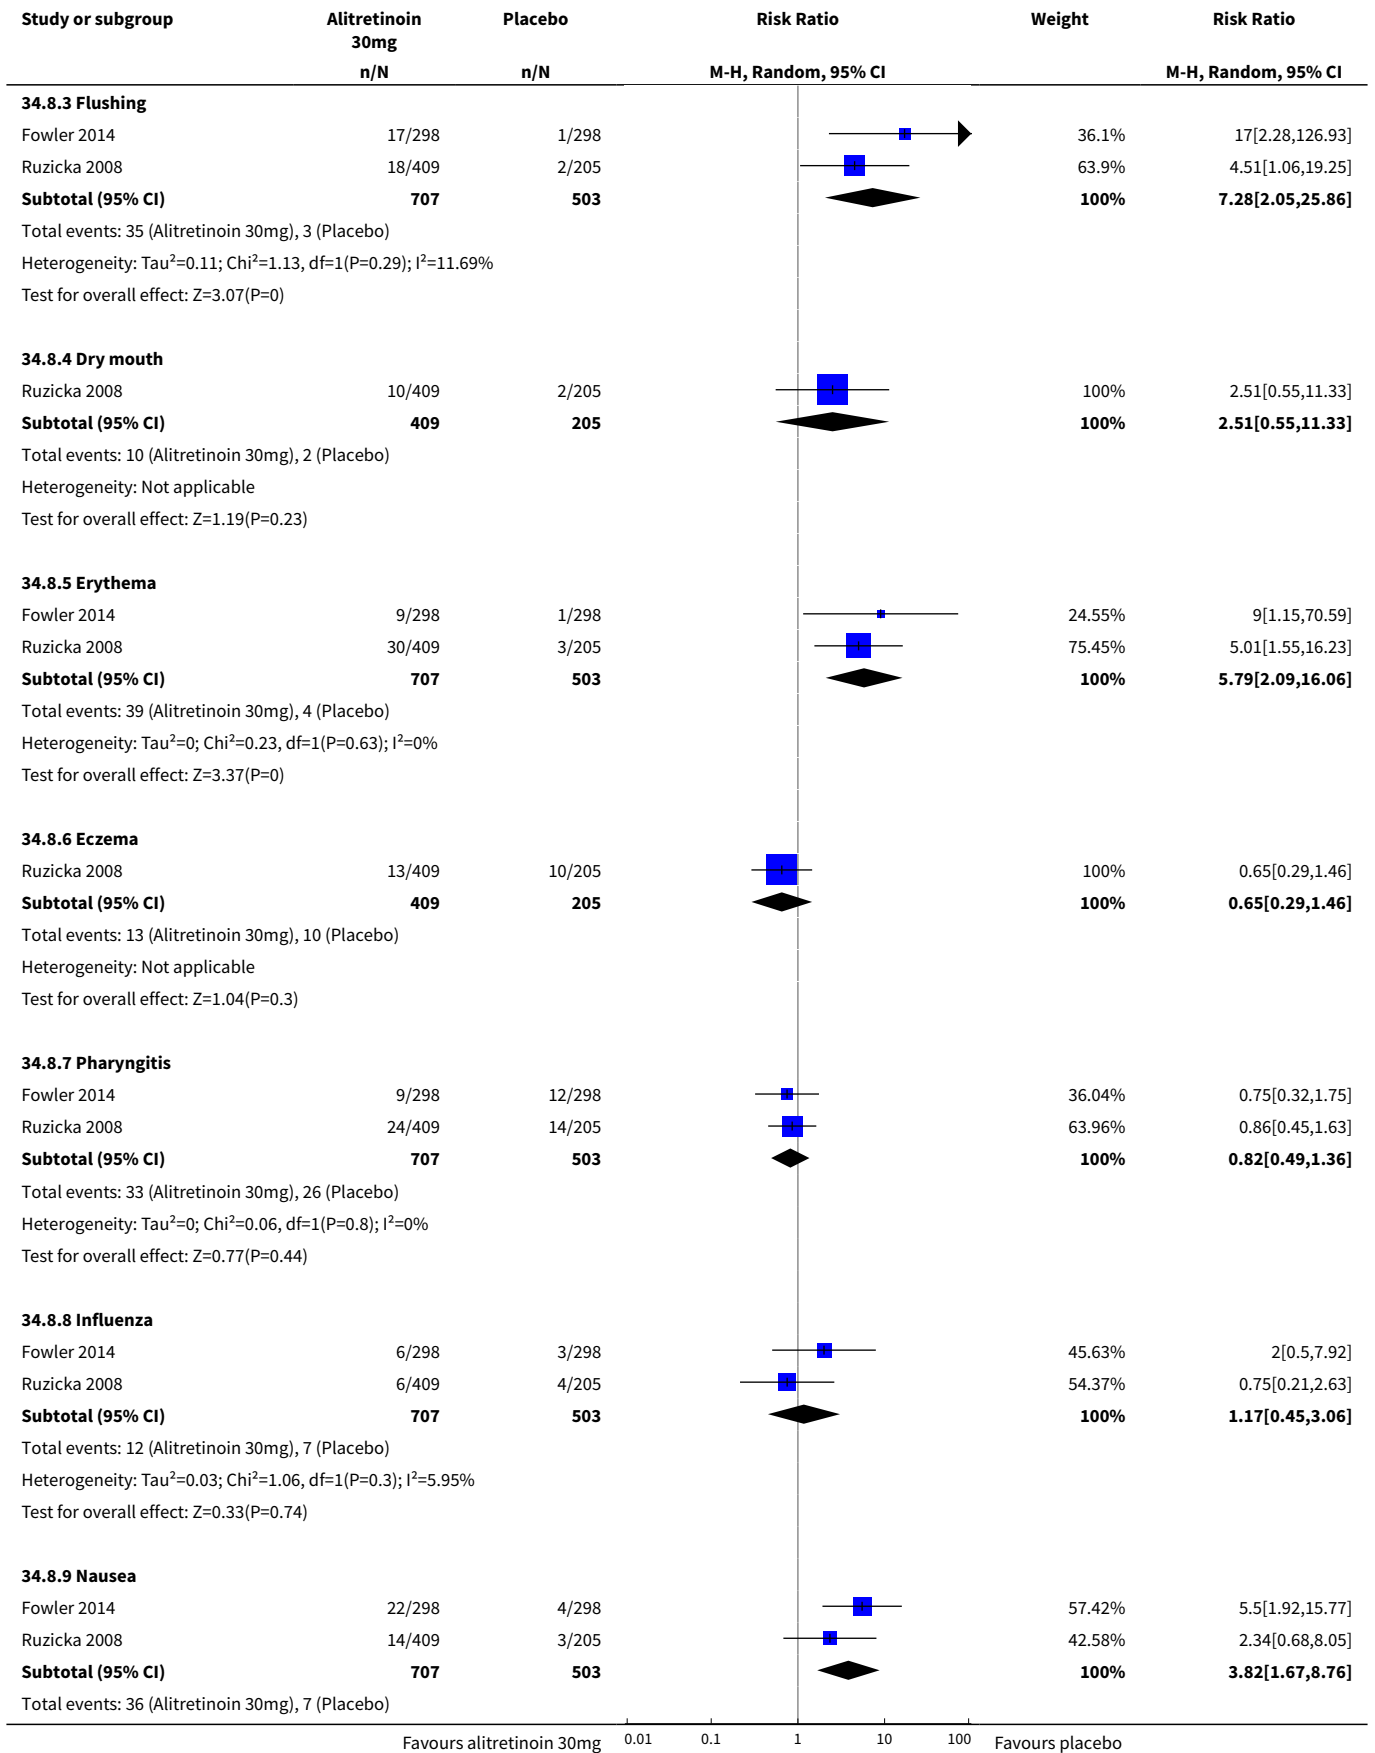 Study or subgroup Alitretinoin 30mg Placebo Risk Ratio Weight Risk Ratio
n/N n/N M-H, Random, 95% CI M-H, Random, 95% CI
34.8.3 Flushing
Fowler 2014 17/298 1/298 36.1% 17[2.28,126.93]
Ruzicka 2008 18/409 2/205 63.9% 4.51[1.06,19.25]
Subtotal (95% CI) 707 503 100% 7.28[2.05,25.86]
Total events: 35 (Alitretinoin 30mg), 3 (Placebo)
Heterogeneity: Tau²=0.11; Chi²=1.13, df=1(P=0.29); I²=11.69%
Test for overall effect: Z=3.07(P=0)
34.8.4 Dry mouth
Ruzicka 2008 10/409 2/205 100% 2.51[0.55,11.33]
Subtotal (95% CI) 409 205 100% 2.51[0.55,11.33]
Total events: 10 (Alitretinoin 30mg), 2 (Placebo)
Heterogeneity: Not applicable
Test for overall effect: Z=1.19(P=0.23)
34.8.5 Erythema
Fowler 2014 9/298 1/298 24.55% 9[1.15,70.59]
Ruzicka 2008 30/409 3/205 75.45% 5.01[1.55,16.23]
Subtotal (95% CI) 707 503 100% 5.79[2.09,16.06]
Total events: 39 (Alitretinoin 30mg), 4 (Placebo)
Heterogeneity: Tau²=0; Chi²=0.23, df=1(P=0.63); I²=0%
Test for overall effect: Z=3.37(P=0)
34.8.6 Eczema
Ruzicka 2008 13/409 10/205 100% 0.65[0.29,1.46]
Subtotal (95% CI) 409 205 100% 0.65[0.29,1.46]
Total events: 13 (Alitretinoin 30mg), 10 (Placebo)
Heterogeneity: Not applicable
Test for overall effect: Z=1.04(P=0.3)
34.8.7 Pharyngitis
Fowler 2014 9/298 12/298 36.04% 0.75[0.32,1.75]
Ruzicka 2008 24/409 14/205 63.96% 0.86[0.45,1.63]
Subtotal (95% CI) 707 503 100% 0.82[0.49,1.36]
Total events: 33 (Alitretinoin 30mg), 26 (Placebo)
Heterogeneity: Tau²=0; Chi²=0.06, df=1(P=0.8); I²=0%
Test for overall effect: Z=0.77(P=0.44)
34.8.8 Influenza
Fowler 2014 6/298 3/298 45.63% 2[0.5,7.92]
Ruzicka 2008 6/409 4/205 54.37% 0.75[0.21,2.63]
Subtotal (95% CI) 707 503 100% 1.17[0.45,3.06]
Total events: 12 (Alitretinoin 30mg), 7 (Placebo)
Heterogeneity: Tau²=0.03; Chi²=1.06, df=1(P=0.3); I²=5.95%
Test for overall effect: Z=0.33(P=0.74)
34.8.9 Nausea
Fowler 2014 22/298 4/298 57.42% 5.5[1.92,15.77]
Ruzicka 2008 14/409 3/205 42.58% 2.34[0.68,8.05]
Subtotal (95% CI) 707 503 100% 3.82[1.67,8.76]
Total events: 36 (Alitretinoin 30mg), 7 (Placebo)
Favours alitretinoin 30mg 0.01 0.1 1 10 100 Favours placebo